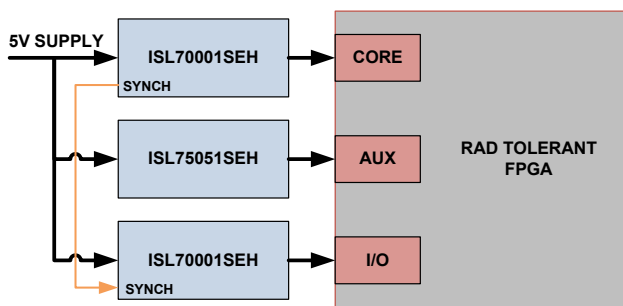 5V SUPPLY
ISL70001SEH
SYNCH
CORE
ISL75051SEH
AUX
RAD TOLERANT
FPGA
ISL70001SEH
SYNCH
I/O